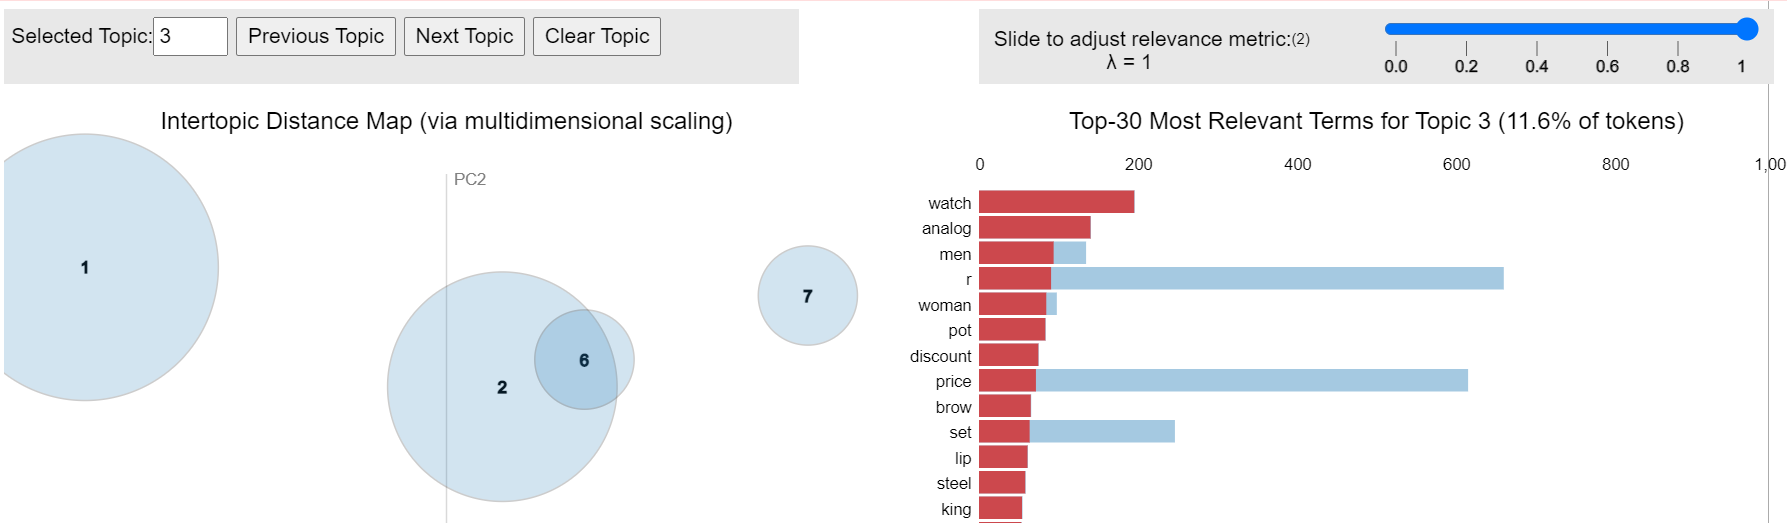 Selected Topic: 3 Previous Topic Next Topic Clear Topic
Slide to adjust relevance metric:(2)
λ = 1
0.0 0.2 0.4 0.6 0.8 1
Intertopic Distance Map (via multidimensional scaling)
PC2
1
2
6
7
Top-30 Most Relevant Terms for Topic 3 (11.6% of tokens)
0 200 400 600 800 1,00
watch
analog
men
r
woman
pot
discount
price
brow
set
lip
steel
king